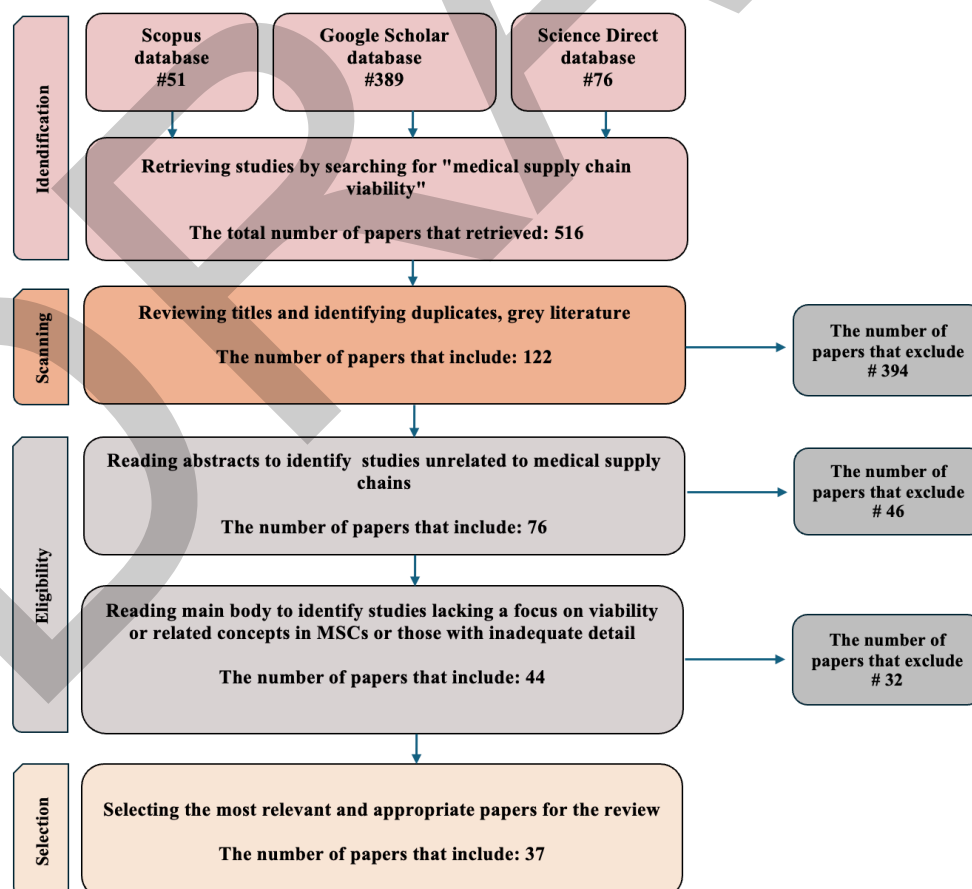 Idendification
Scopus
database
#51
Google Scholar
database
#389
Science Direct
database
#76
Retrieving studies by searching for "medical supply chain
viability"
The total number of papers that retrieved: 516
Scanning
Reviewing titles and identifying duplicates, grey literature
The number of papers that include: 122
The number of
papers that exclude
# 394
Eligibility
Reading abstracts to identify studies unrelated to medical supply
chains
The number of papers that include: 76
The number of
papers that exclude
# 46
Reading main body to identify studies lacking a focus on viability
or related concepts in MSCs or those with inadequate detail
The number of papers that include: 44
The number of
papers that exclude
# 32
Selection
Selecting the most relevant and appropriate papers for the review
The number of papers that include: 37